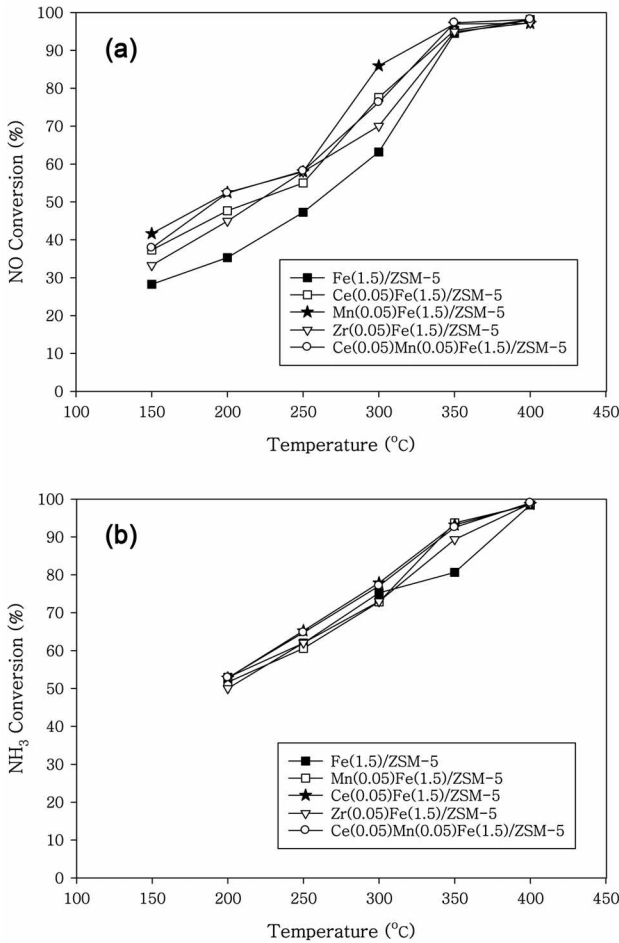 (a)
100
90
80
70
60
50
40
30
20
10
0
NO Conversion (%)
Fe(1.5)/ZSM-5
Ce(0.05)Fe(1.5)/ZSM-5
Mn(0.05)Fe(1.5)/ZSM-5
Zr(0.05)Fe(1.5)/ZSM-5
Ce(0.05)Mn(0.05)Fe(1.5)/ZSM-5
100 150 200 250 300 350 400 450
Temperature (°C)
(b)
100
90
80
70
60
50
40
30
20
10
0
NH₃ Conversion (%)
Fe(1.5)/ZSM-5
Mn(0.05)Fe(1.5)/ZSM-5
Ce(0.05)Fe(1.5)/ZSM-5
Zr(0.05)Fe(1.5)/ZSM-5
Ce(0.05)Mn(0.05)Fe(1.5)/ZSM-5
100 150 200 250 300 350 400 450
Temperature (°C)